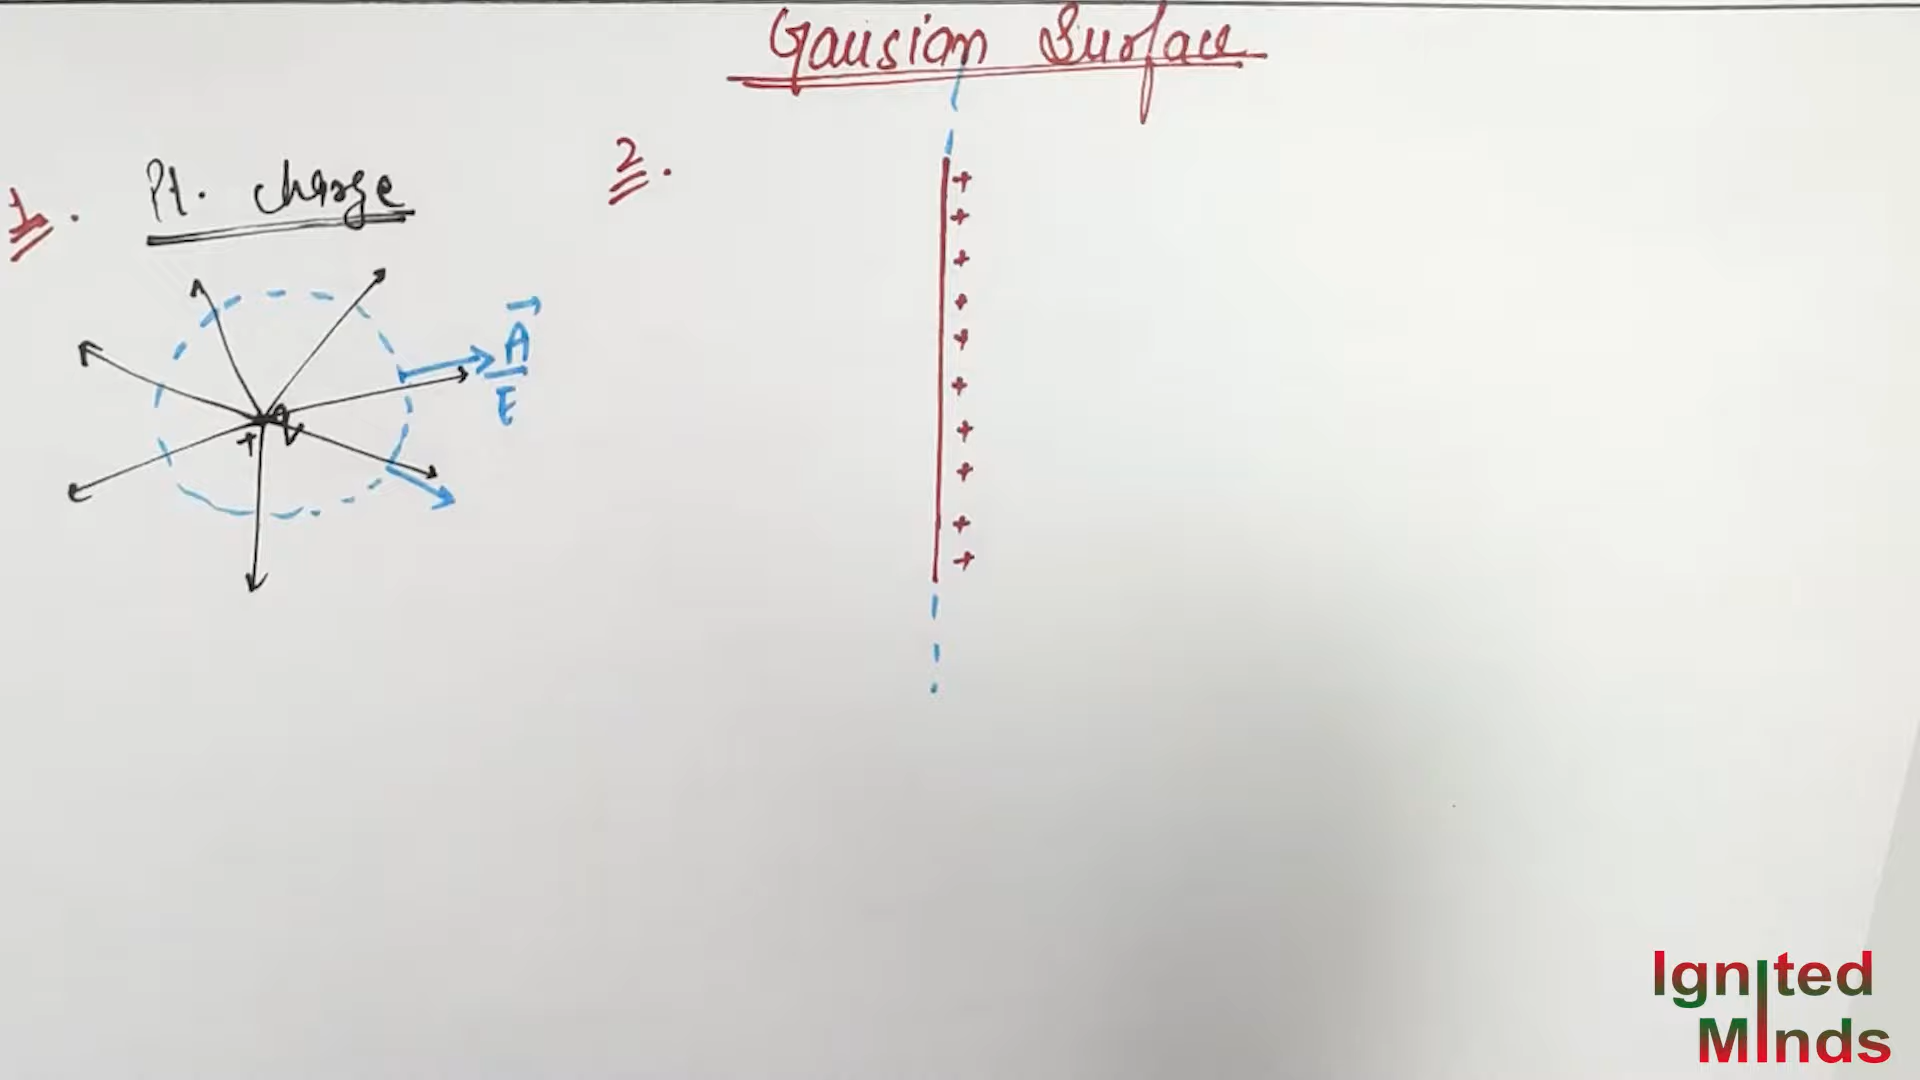 Gausian Surface
1. Pt. charge
2.
A
E
+q
+
+
+
+
+
+
+
+
+
+
Ignited
Minds